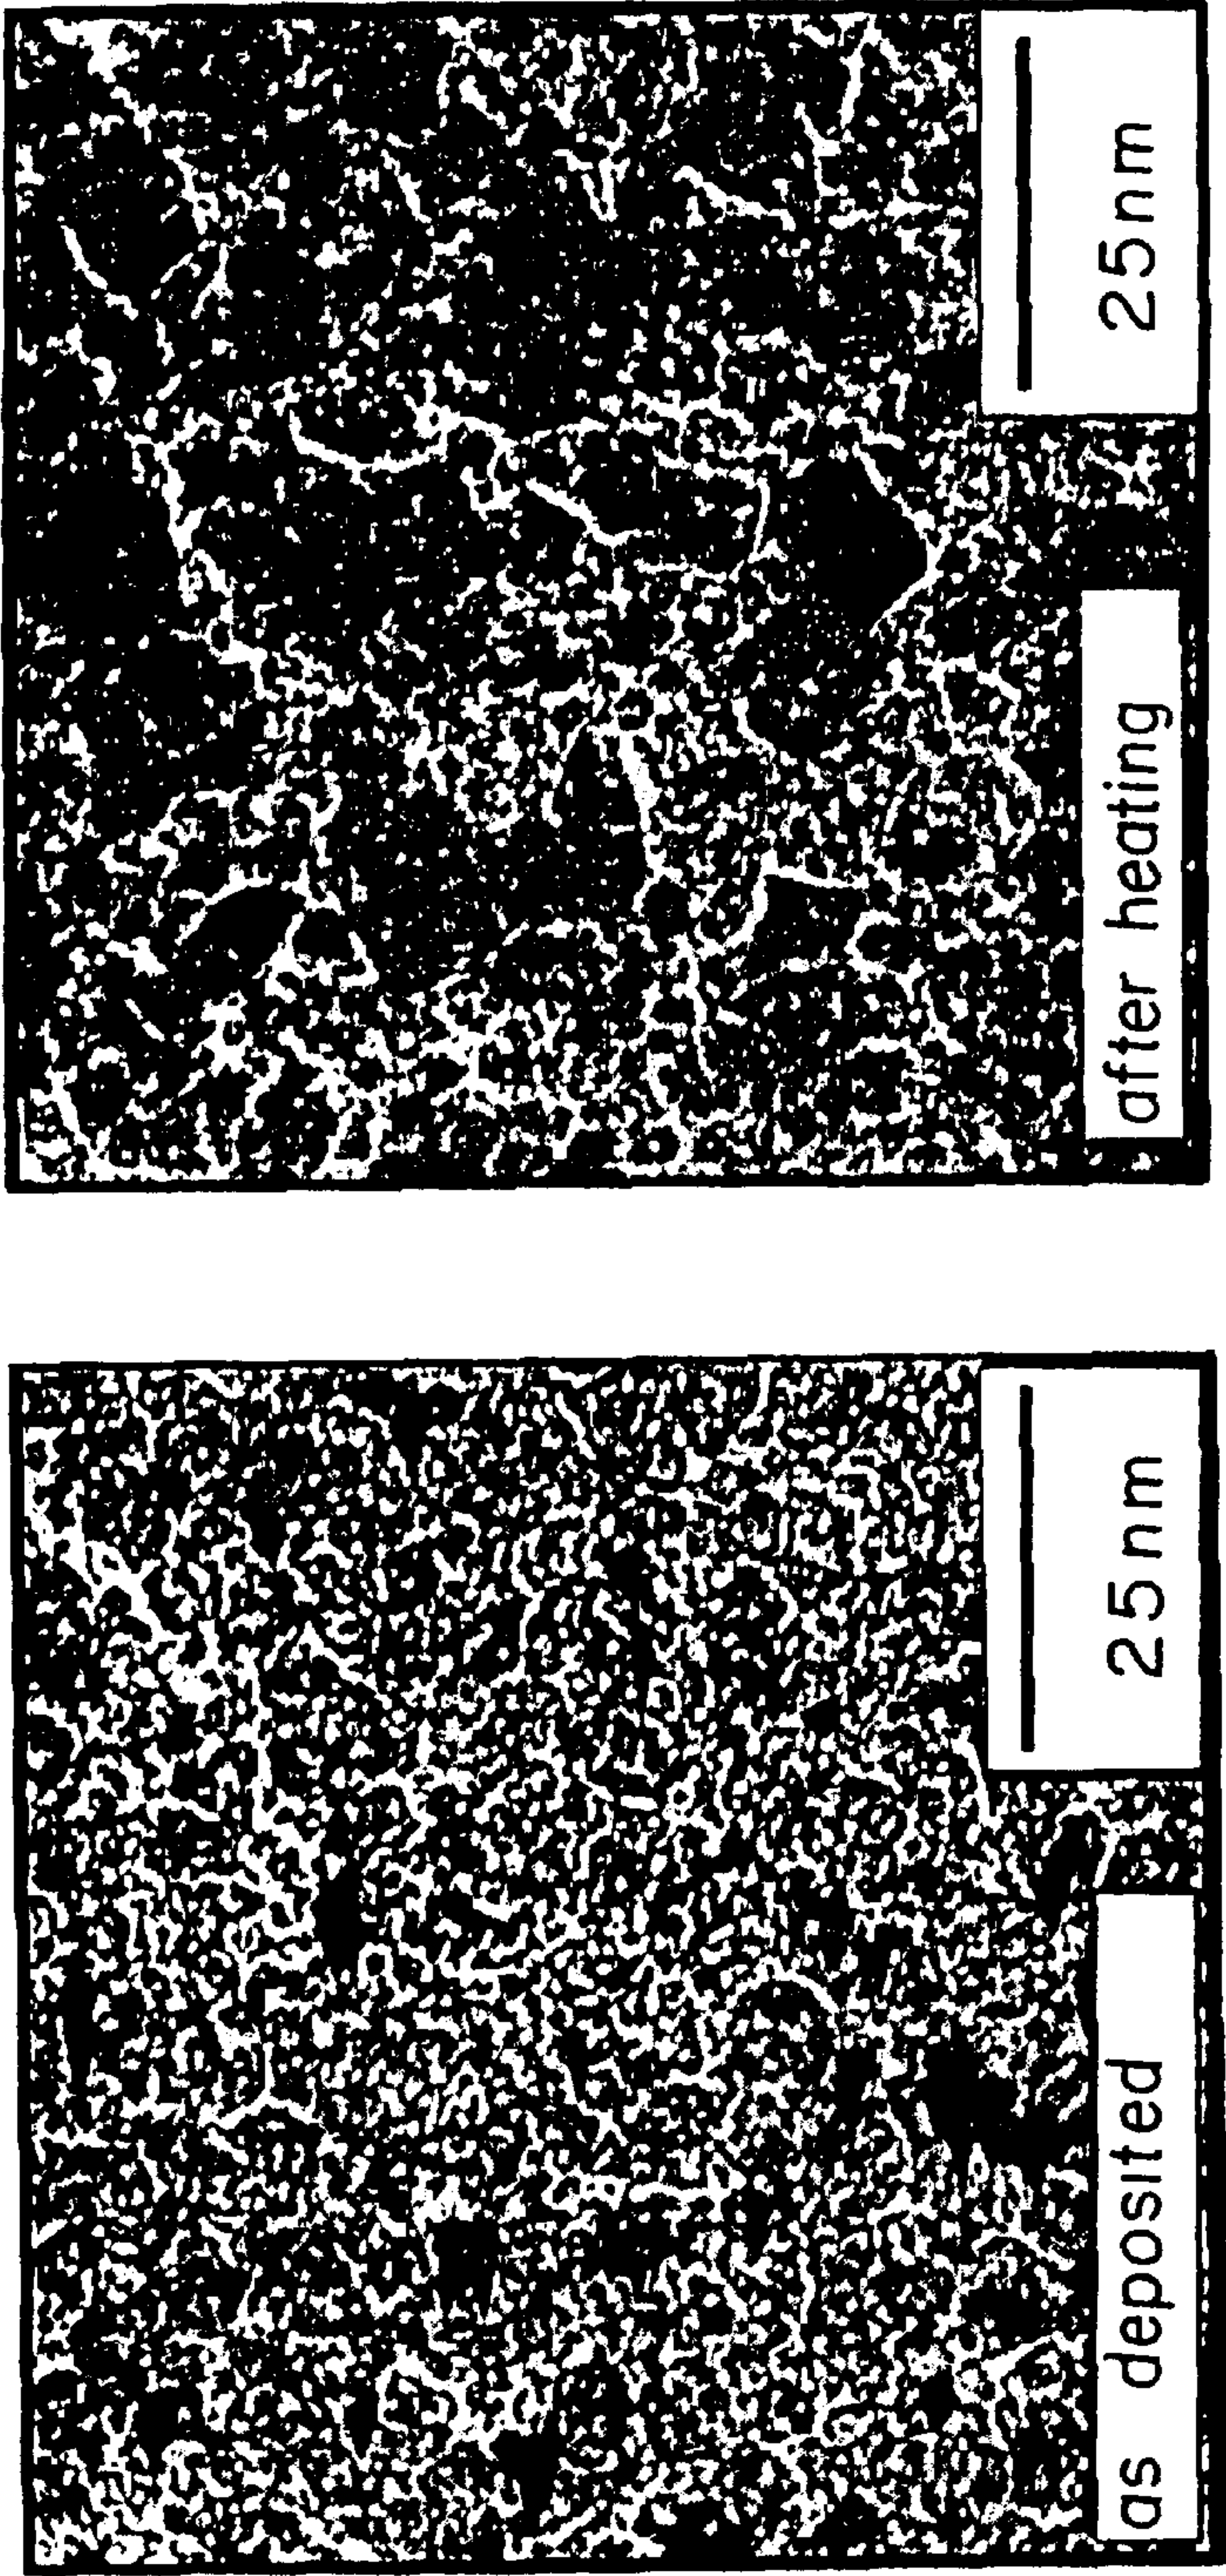 as deposited
25nm
after heating
25nm